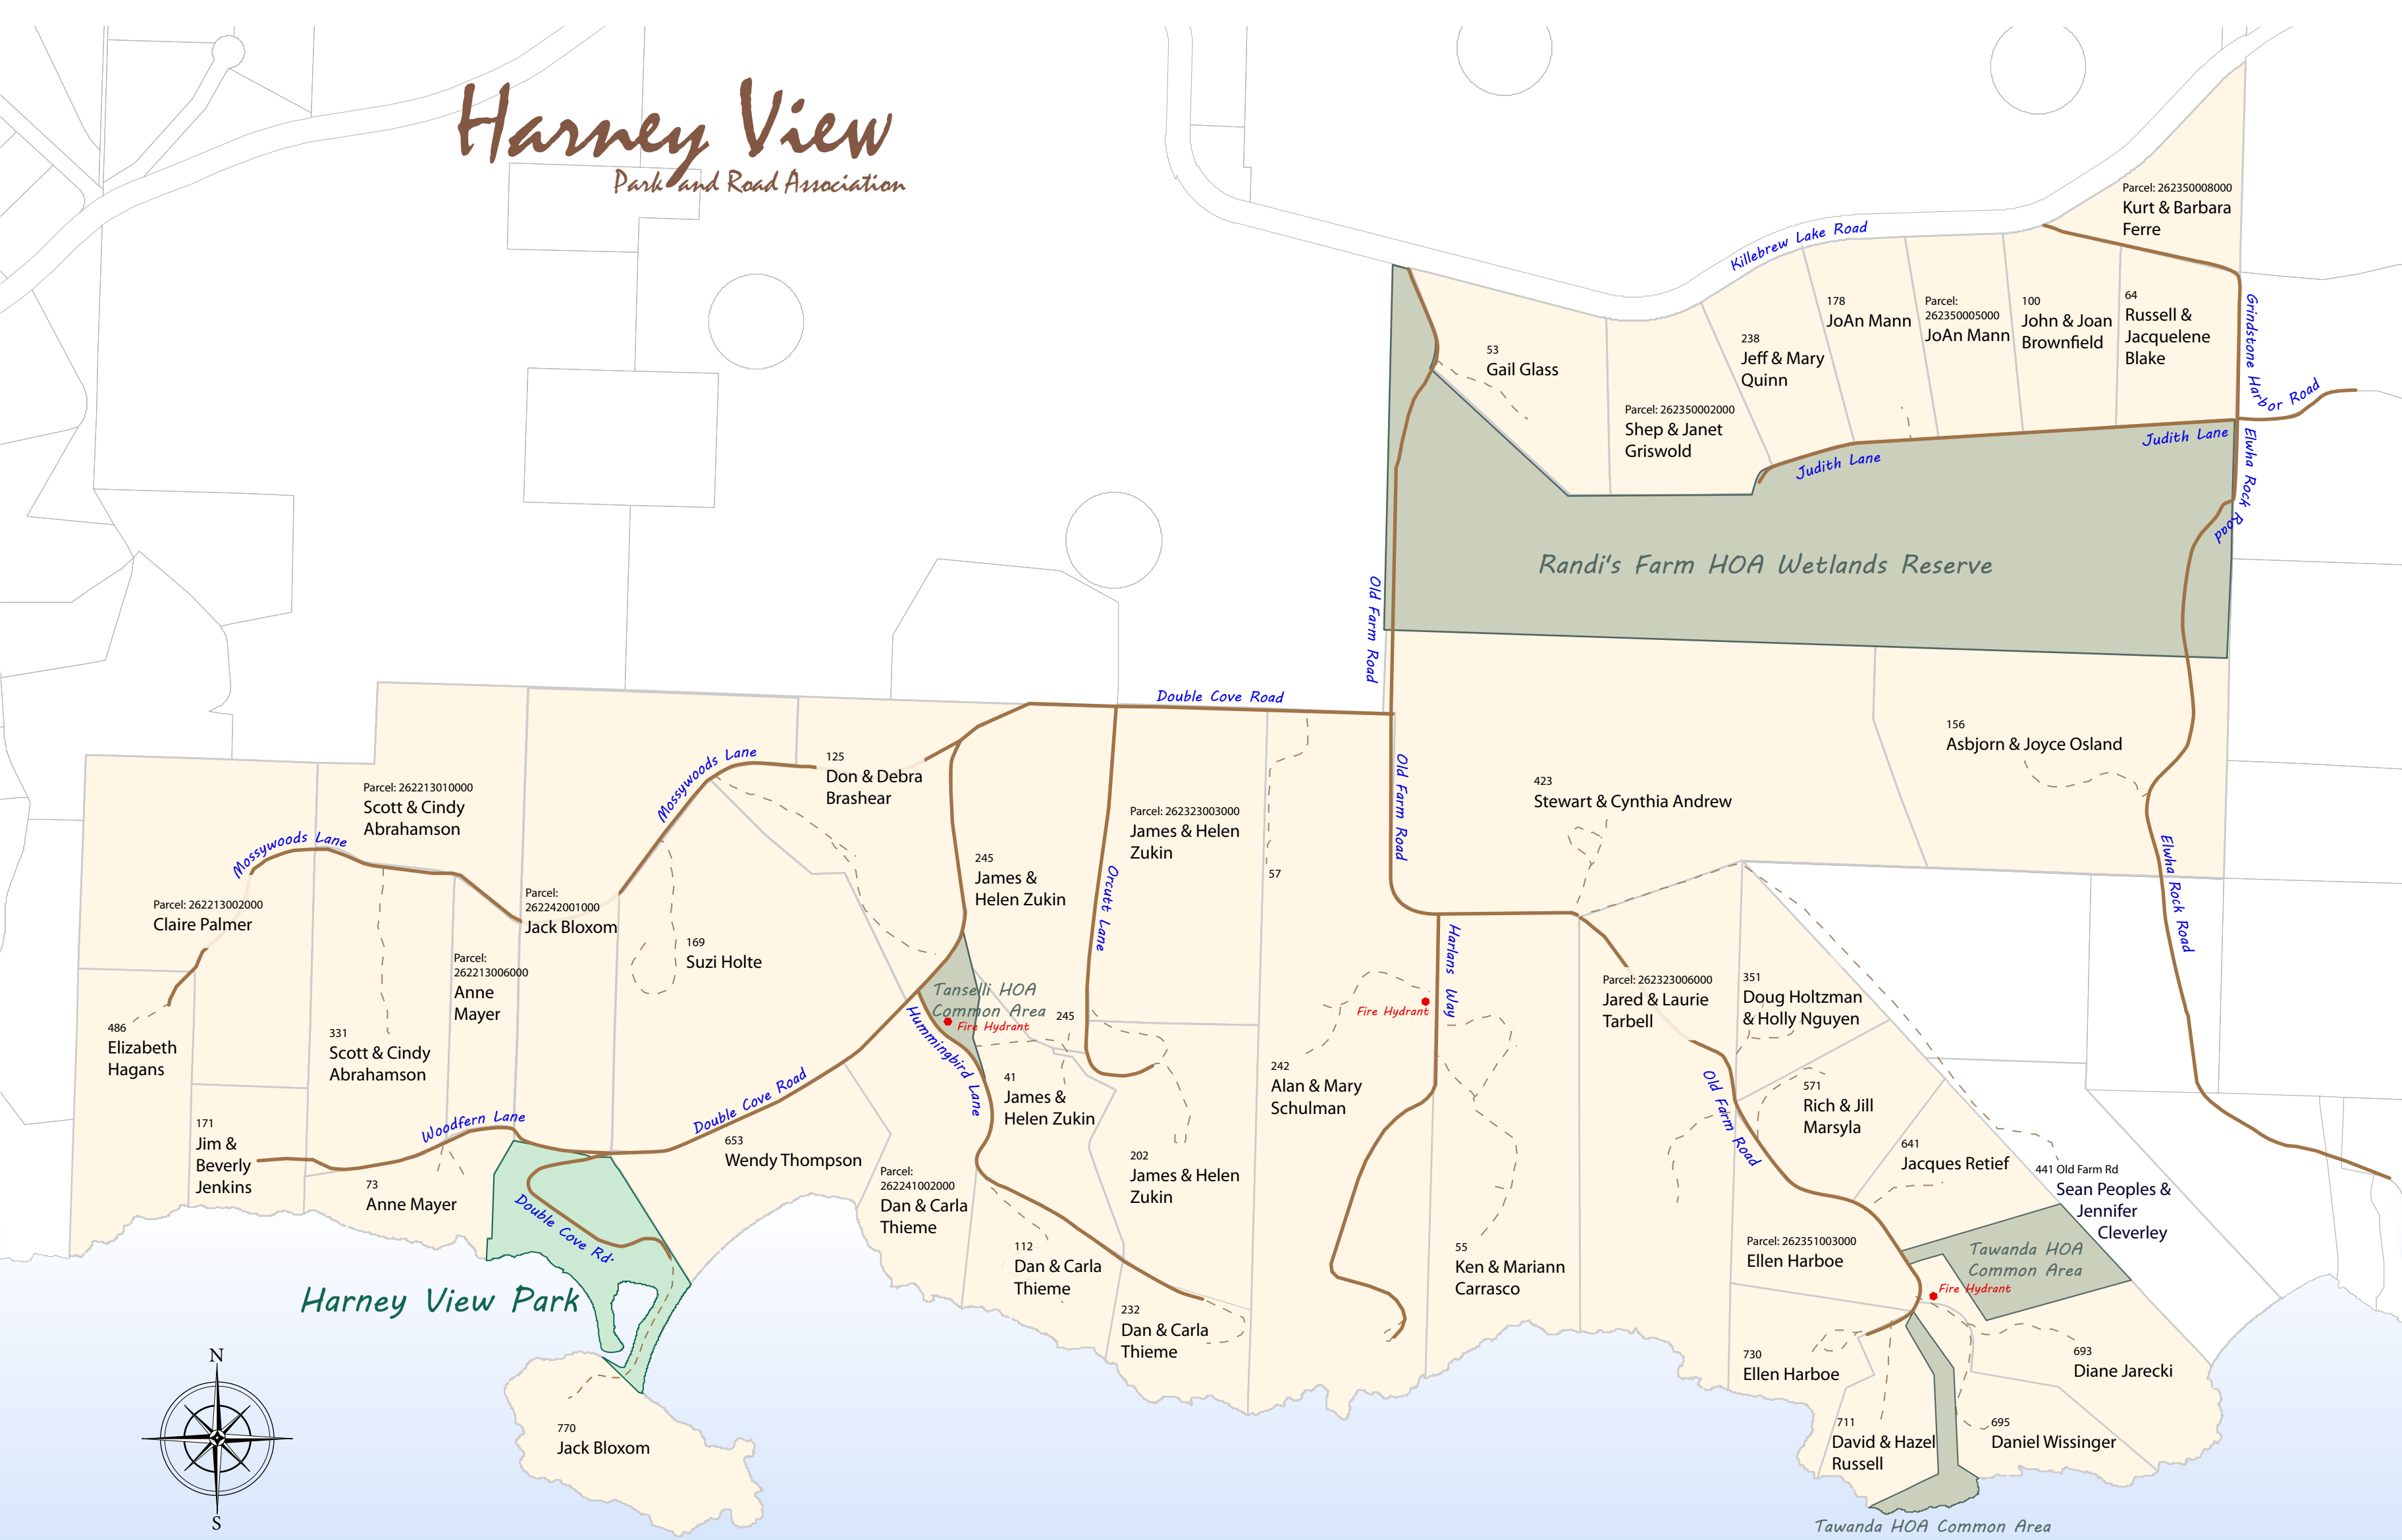 Harney View
Park and Road Association
Parcel: 262350008000
Kurt & Barbara
Ferre
Killebrew Lake Road
53
Gail Glass
Parcel: 262350002000
Shep & Janet
Griswold
238
Jeff & Mary
Quinn
178
JoAn Mann
Parcel:
262350005000
JoAn Mann
100
John & Joan
Brownfield
64
Russell &
Jacquelene
Blake
Grindstone Harbor Road
Judith Lane
Judith Lane
Elwha Rock Road
Randi's Farm HOA Wetlands Reserve
Old Farm Road
Double Cove Road
Old Farm Road
423
Stewart & Cynthia Andrew
156
Asbjorn & Joyce Osland
Elwha Rock Road
Mossywoods Lane
125
Don & Debra
Brashear
Parcel: 262213010000
Scott & Cindy
Abrahamson
Mossywoods Lane
Parcel: 262213002000
Claire Palmer
Parcel:
262242001000
Jack Bloxom
169
Suzi Holte
Parcel:
262213006000
Anne
Mayer
245
James &
Helen Zukin
Orcutt Lane
Parcel: 262323003000
James & Helen
Zukin
57
Harlans Way
Tanselli HOA
Common Area
Fire Hydrant
245
Hummingbird Lane
Fire Hydrant
486
Elizabeth
Hagans
331
Scott & Cindy
Abrahamson
171
Jim &
Beverly
Jenkins
Woodfern Lane
73
Anne Mayer
Double Cove Road
653
Wendy Thompson
41
James &
Helen Zukin
Parcel:
262241002000
Dan & Carla
Thieme
202
James & Helen
Zukin
242
Alan & Mary
Schulman
112
Dan & Carla
Thieme
232
Dan & Carla
Thieme
55
Ken & Mariann
Carrasco
Parcel: 262323006000
Jared & Laurie
Tarbell
351
Doug Holtzman
& Holly Nguyen
Old Farm Road
571
Rich & Jill
Marsyla
641
Jacques Retief
441 Old Farm Rd
Sean Peoples &
Jennifer
Cleverley
Parcel: 262351003000
Ellen Harboe
Tawanda HOA
Common Area
Fire Hydrant
730
Ellen Harboe
693
Diane Jarecki
711
David & Hazel
Russell
695
Daniel Wissinger
Tawanda HOA Common Area
Double Cove Rd.
Harney View Park
770
Jack Bloxom
N
S